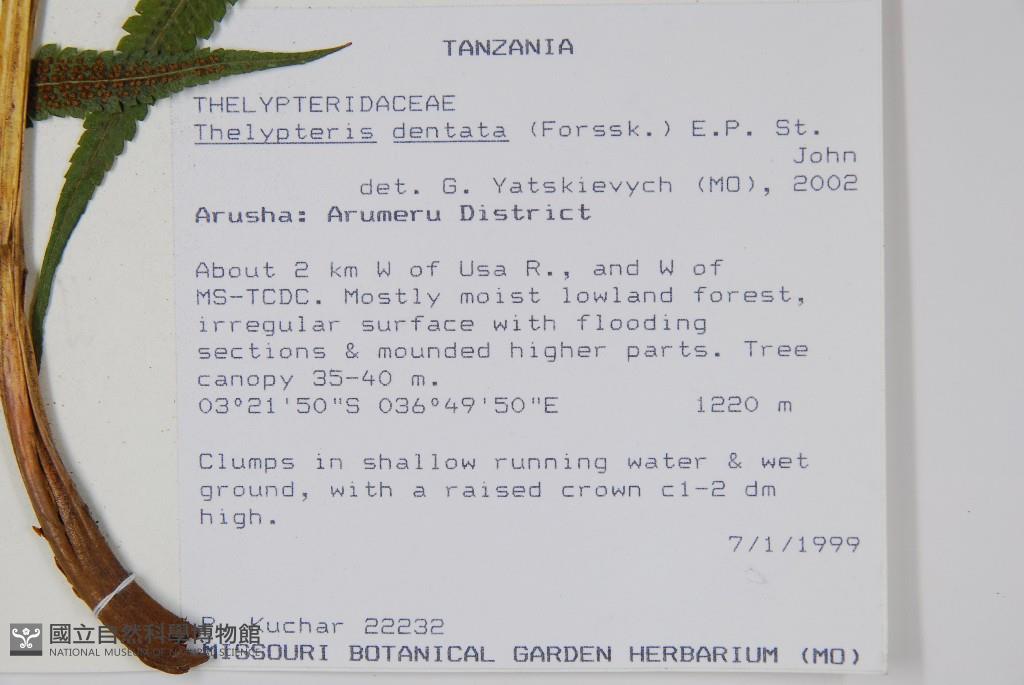 TANZANIA
THELYPTERIDACEAE
Thelypteris dentata (Forssk.) E.P. St.
John
det. G. Yatskievych (MO), 2002
Arusha: Arumeru District
About 2 km W of Usa R., and W of
MS-TCDC. Mostly moist lowland forest,
irregular surface with flooding
sections & mounded higher parts. Tree
canopy 35-40 m.
03°21'50"S 036°49'50"E 1220 m
Clumps in shallow running water & wet
ground, with a raised crown c1-2 dm
high.
7/1/1999
Kuchar 22232
MISSOURI BOTANICAL GARDEN HERBARIUM (MO)
國立自然科學博物館
NATIONAL MUSEUM OF NATURAL SCIENCE